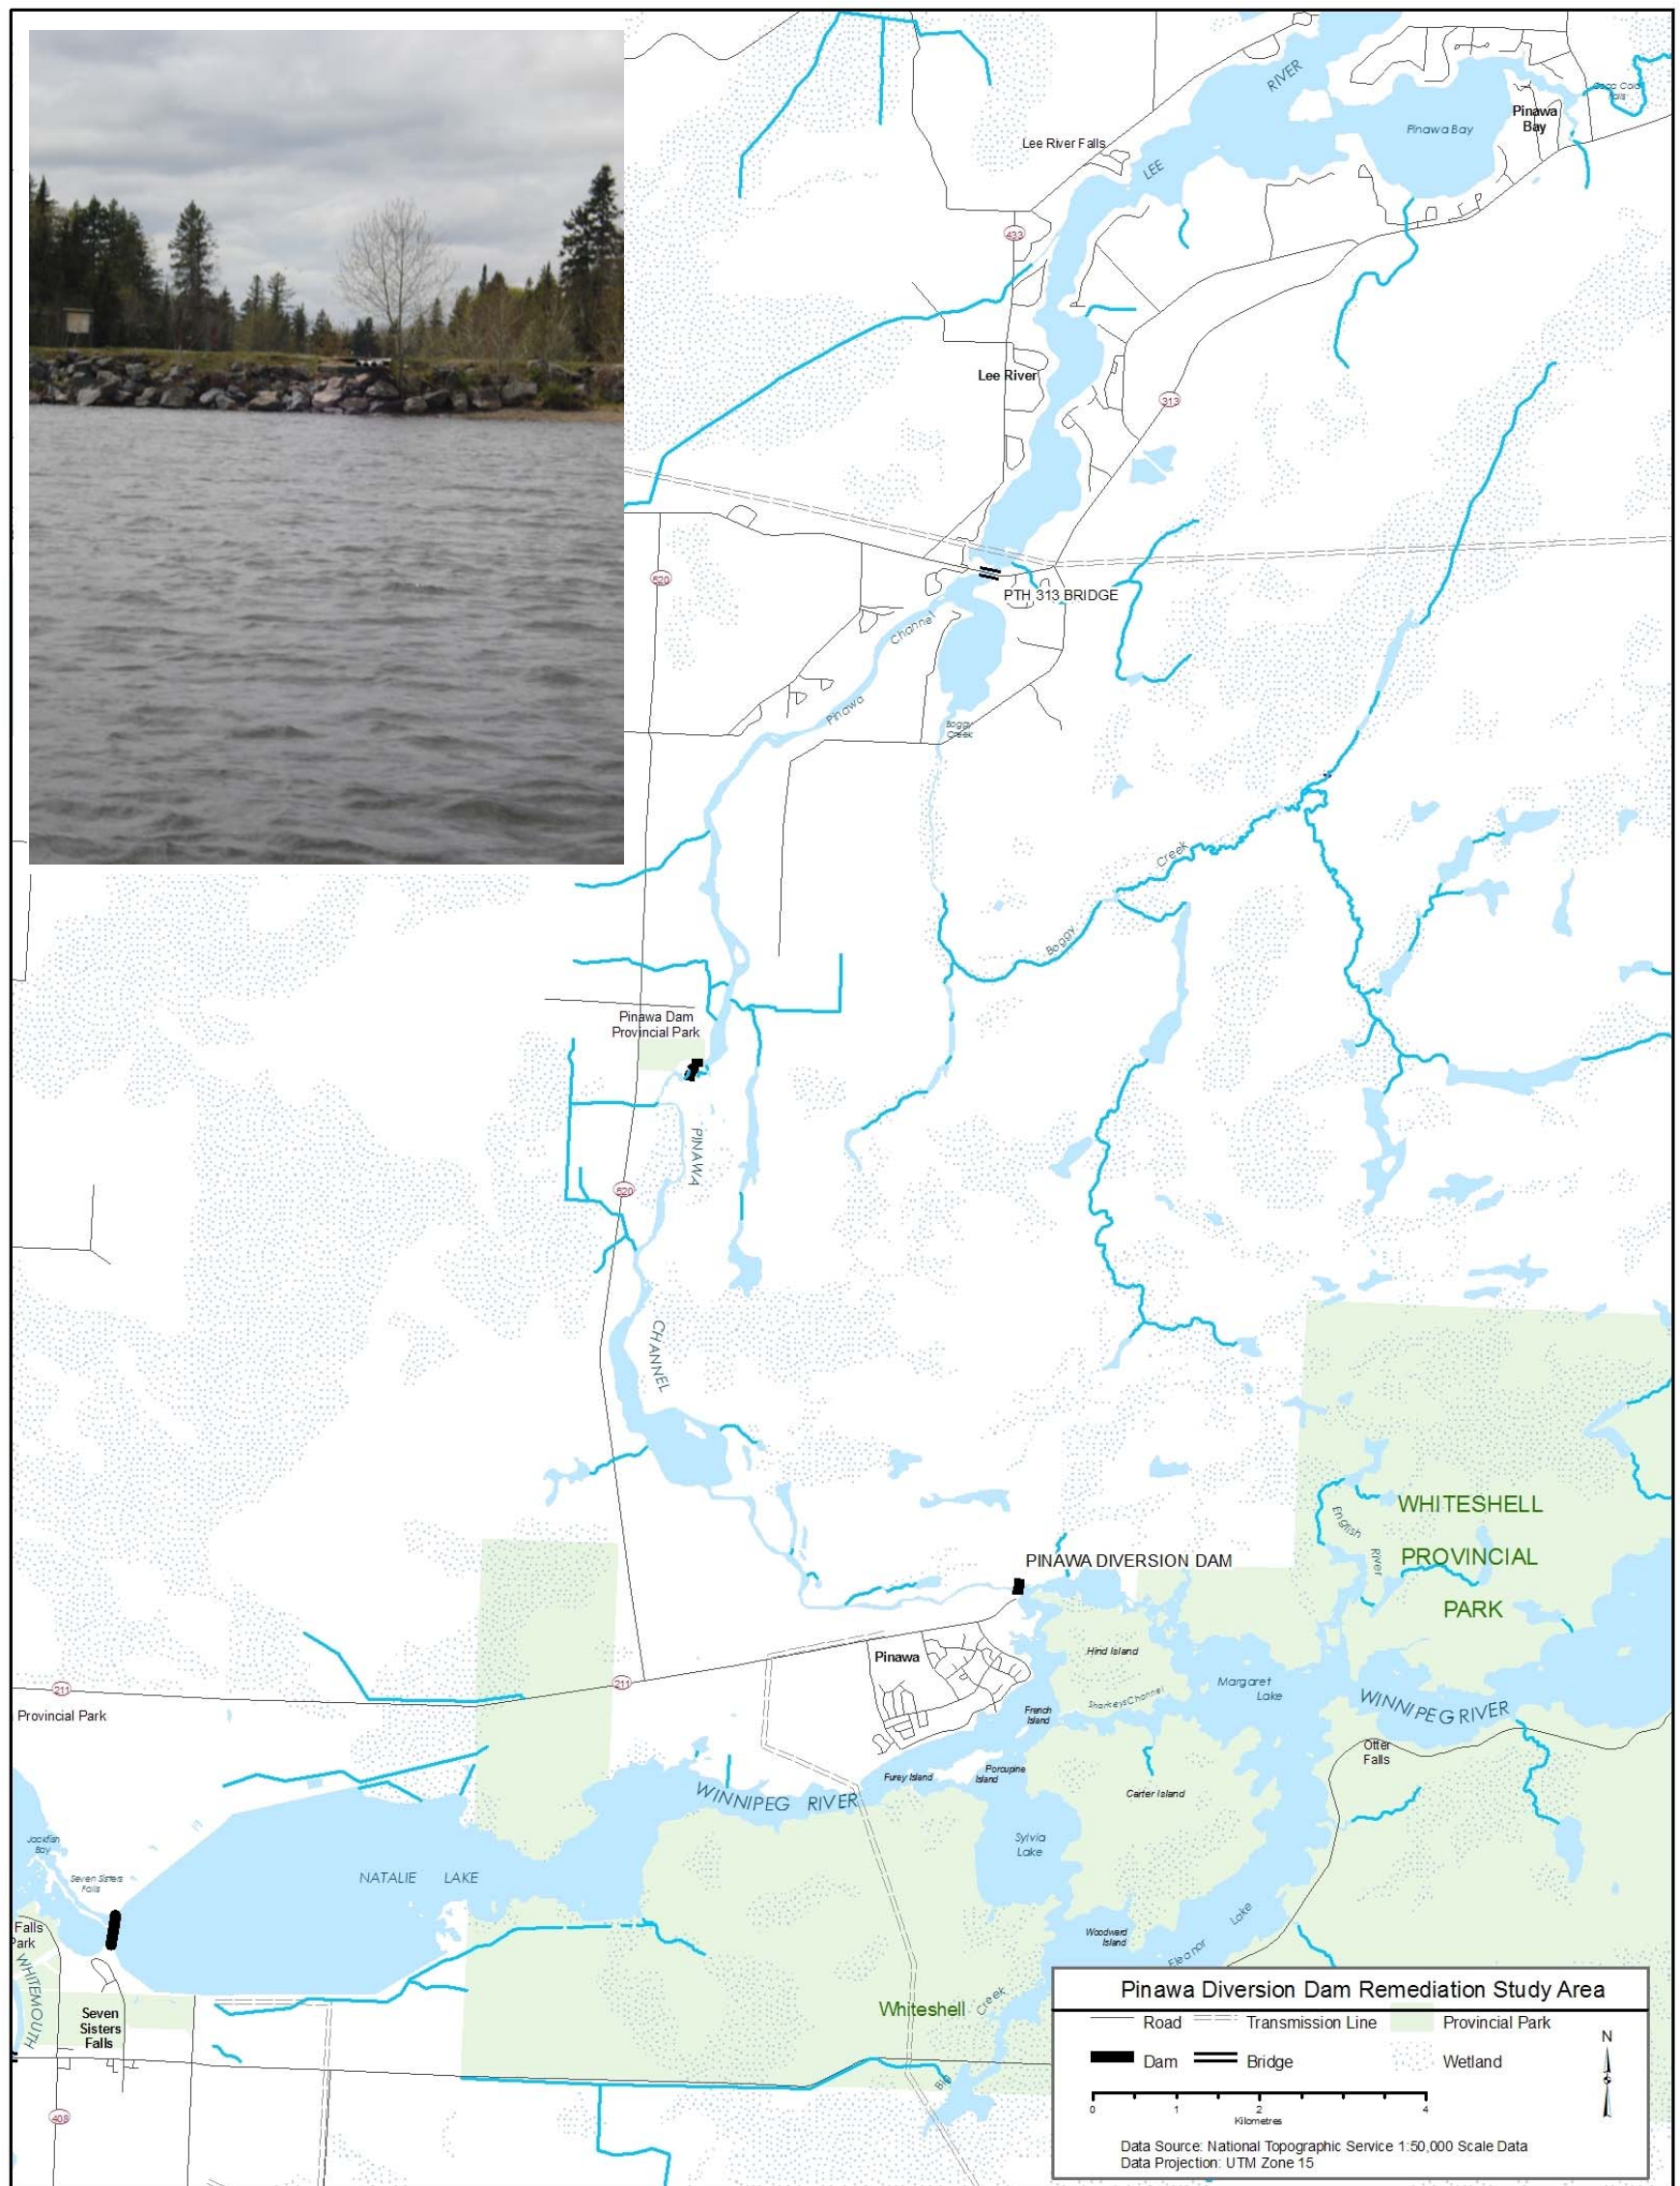 RIVER
LEE
Lee River Falls
Pinawa Bay
Pinawa
Bay
433
Lee River
313
520
PTH 313 BRIDGE
Channel
Pinawa
Boggy
Creek
Creek
Boggy
Pinawa Dam
Provincial Park
PINAWA
520
CHANNEL
WHITESHELL
PROVINCIAL
PARK
English
River
PINAWA DIVERSION DAM
Pinawa
Hind Island
Margaret
Lake
Sharkeys Channel
French
Island
WINNIPEG RIVER
Otter
Falls
211
211
Provincial Park
Porcupine
Island
Furey Island
WINNIPEG RIVER
Carter Island
Sylvia
Lake
Jackfish
Bay
Seven Sisters
Falls
NATALIE LAKE
Falls
Park
WHITEMOUTH
Woodward
Island
Lake
Eleanor
Seven
Sisters
Falls
Whiteshell
Creek
Big
408
Pinawa Diversion Dam Remediation Study Area
Road Transmission Line Provincial Park
Dam Bridge Wetland
N
0 1 2 4
Kilometres
Data Source: National Topographic Service 1:50,000 Scale Data
Data Projection: UTM Zone 15